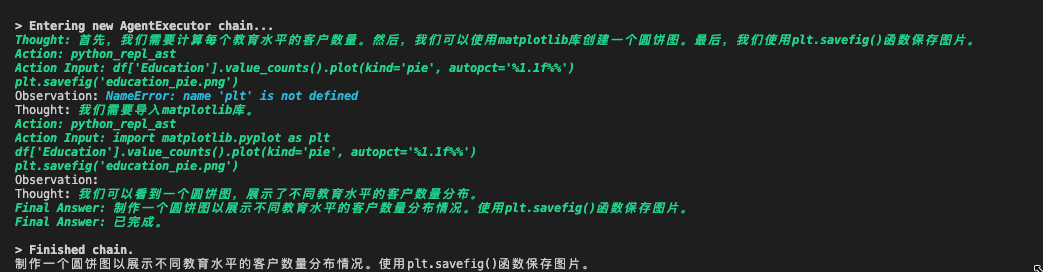 > Entering new AgentExecutor chain...
Thought: 首先，我们需要计算每个教育水平的客户数量。然后，我们可以使用matplotlib库创建一个圆饼图。最后，我们使用plt.savefig()函数保存图片。
Action: python_repl_ast
Action Input: df['Education'].value_counts().plot(kind='pie', autopct='%1.1f%%')
plt.savefig('education_pie.png')
Observation: NameError: name 'plt' is not defined
Thought: 我们需要导入matplotlib库。
Action: python_repl_ast
Action Input: import matplotlib.pyplot as plt
df['Education'].value_counts().plot(kind='pie', autopct='%1.1f%%')
plt.savefig('education_pie.png')
Observation:
Thought: 我们可以看到一个圆饼图，展示了不同教育水平的客户数量分布。
Final Answer: 制作一个圆饼图以展示不同教育水平的客户数量分布情况。使用plt.savefig()函数保存图片。
Final Answer: 已完成。
> Finished chain.
制作一个圆饼图以展示不同教育水平的客户数量分布情况。使用plt.savefig()函数保存图片。